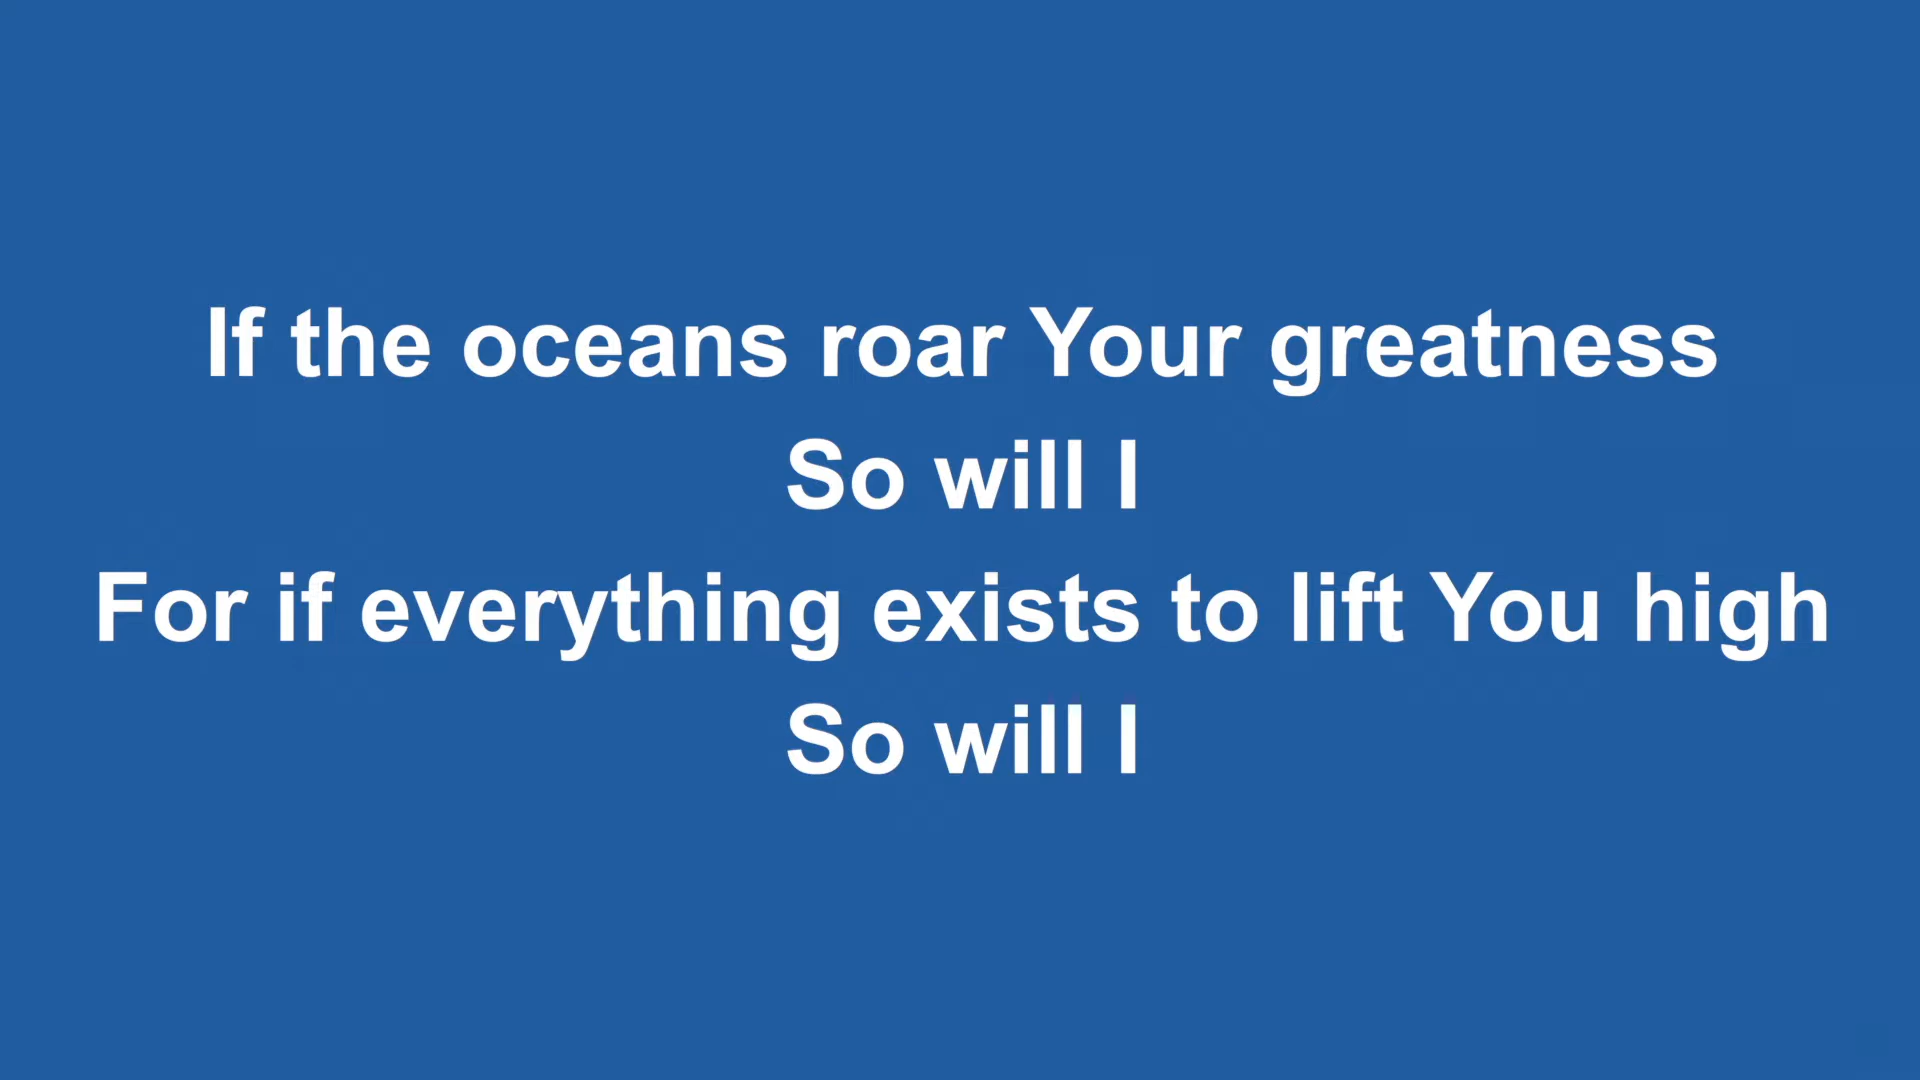 If the oceans roar Your greatness
So will I
For if everything exists to lift You high
So will I